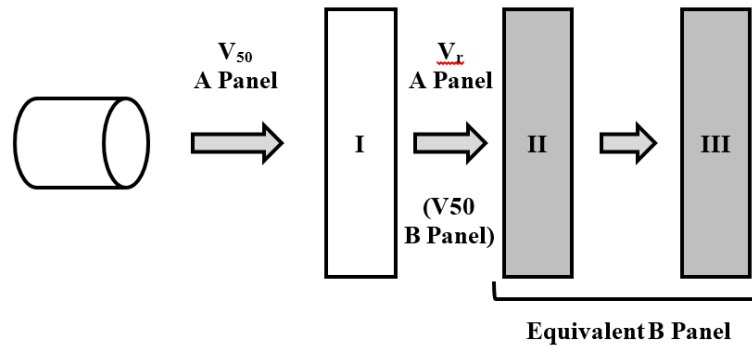 V₅₀
A Panel
I
Vᵣ
A Panel
(V50
B Panel)
II
III
Equivalent B Panel